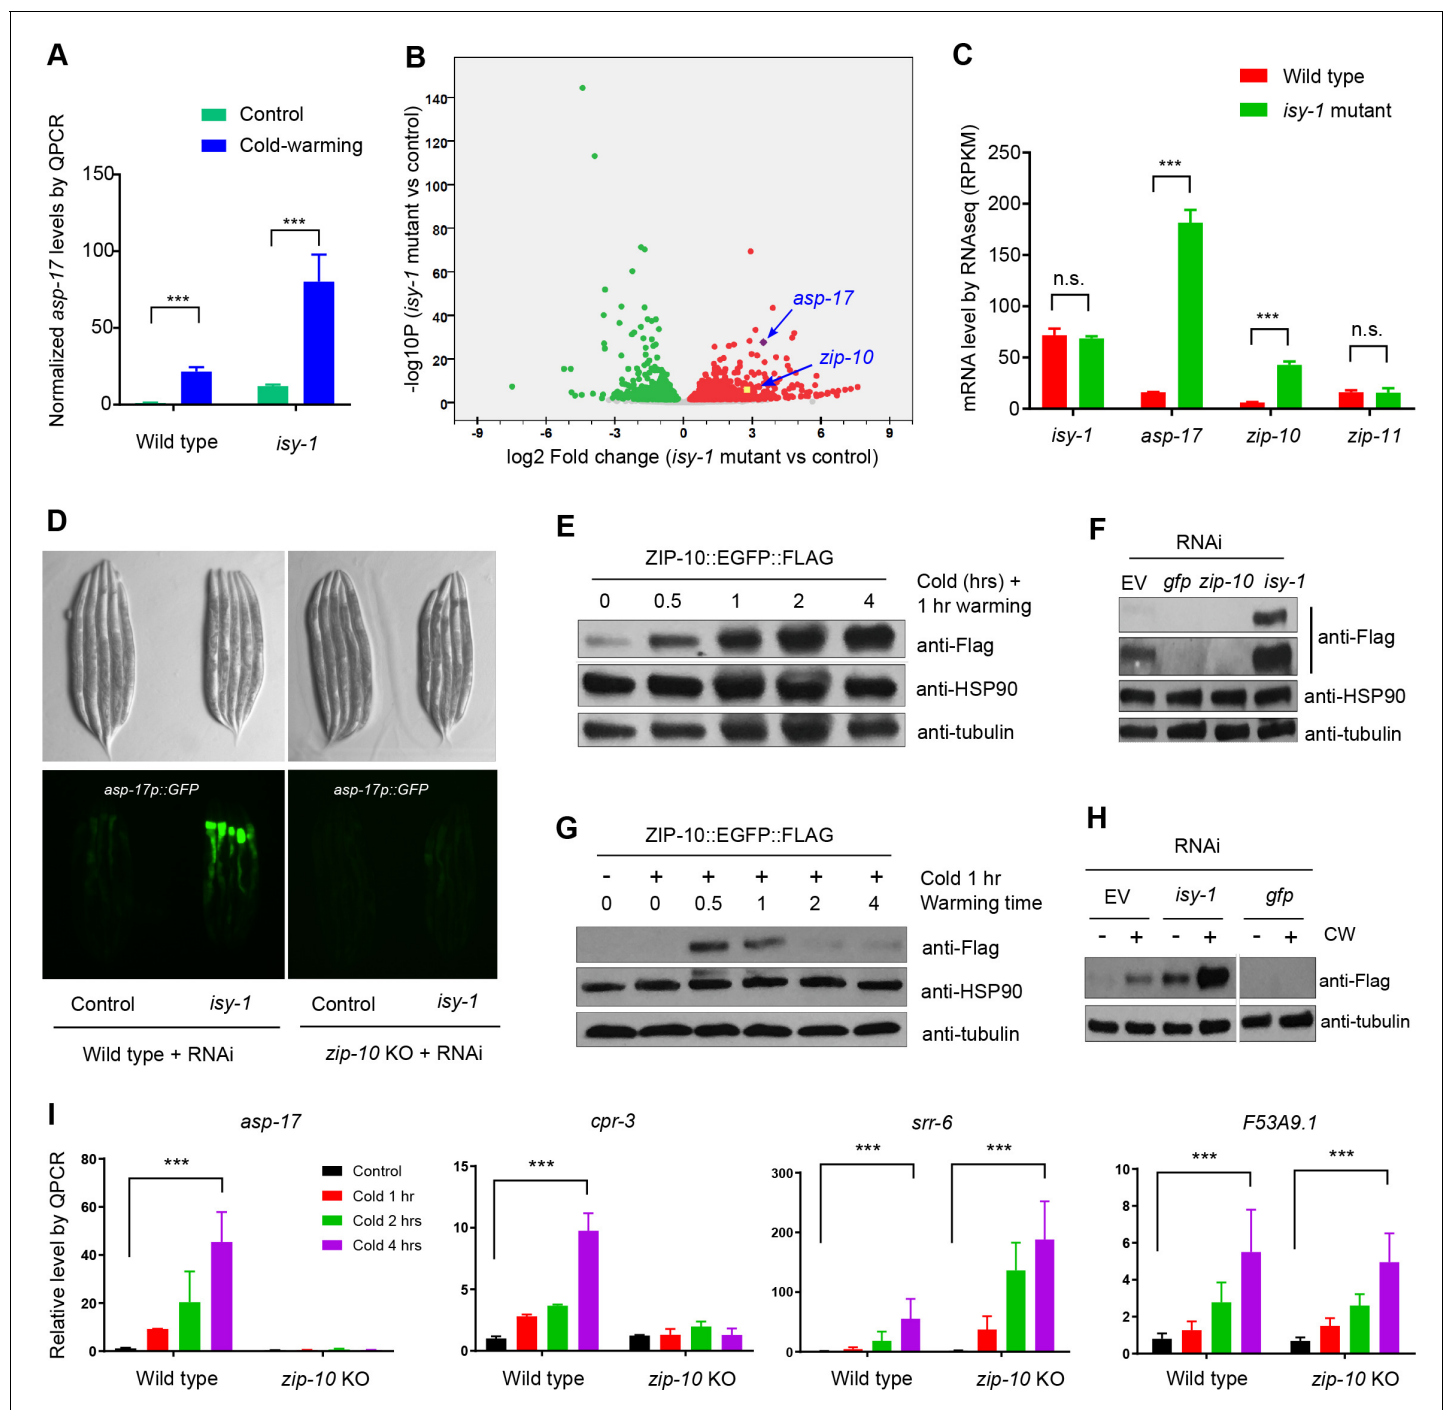 A
Control
Cold-warming
Normalized asp-17 levels by QPCR
150
100
50
0
***
***
Wild type
isy-1
B
-log10P (isy-1 mutant vs control)
140
120
100
80
60
40
20
0
asp-17
zip-10
-9
-6
-3
0
3
6
9
log2 Fold change (isy-1 mutant vs control)
C
Wild type
isy-1 mutant
mRNA level by RNAseq (RPKM)
250
200
150
100
50
0
n.s.
***
***
n.s.
isy-1
asp-17
zip-10
zip-11
D
asp-17p::GFP
asp-17p::GFP
Control
isy-1
Control
isy-1
Wild type + RNAi
zip-10 KO + RNAi
E
ZIP-10::EGFP::FLAG
0 0.5 1 2 4
Cold (hrs) +
1 hr warming
anti-Flag
anti-HSP90
anti-tubulin
F
RNAi
EV gfp zip-10 isy-1
anti-Flag
anti-HSP90
anti-tubulin
G
ZIP-10::EGFP::FLAG
- + + + + + Cold 1 hr
0 0 0.5 1 2 4 Warming time
anti-Flag
anti-HSP90
anti-tubulin
H
RNAi
EV isy-1 gfp
- + - + - + CW
anti-Flag
anti-tubulin
I
Relative level by QPCR
asp-17
80
60
40
20
0
***
Control
Cold 1 hr
Cold 2 hrs
Cold 4 hrs
Wild type
zip-10 KO
cpr-3
15
10
5
0
***
Wild type
zip-10 KO
srr-6
300
200
100
0
***
***
Wild type
zip-10 KO
F53A9.1
10
8
6
4
2
0
***
***
Wild type
zip-10 KO